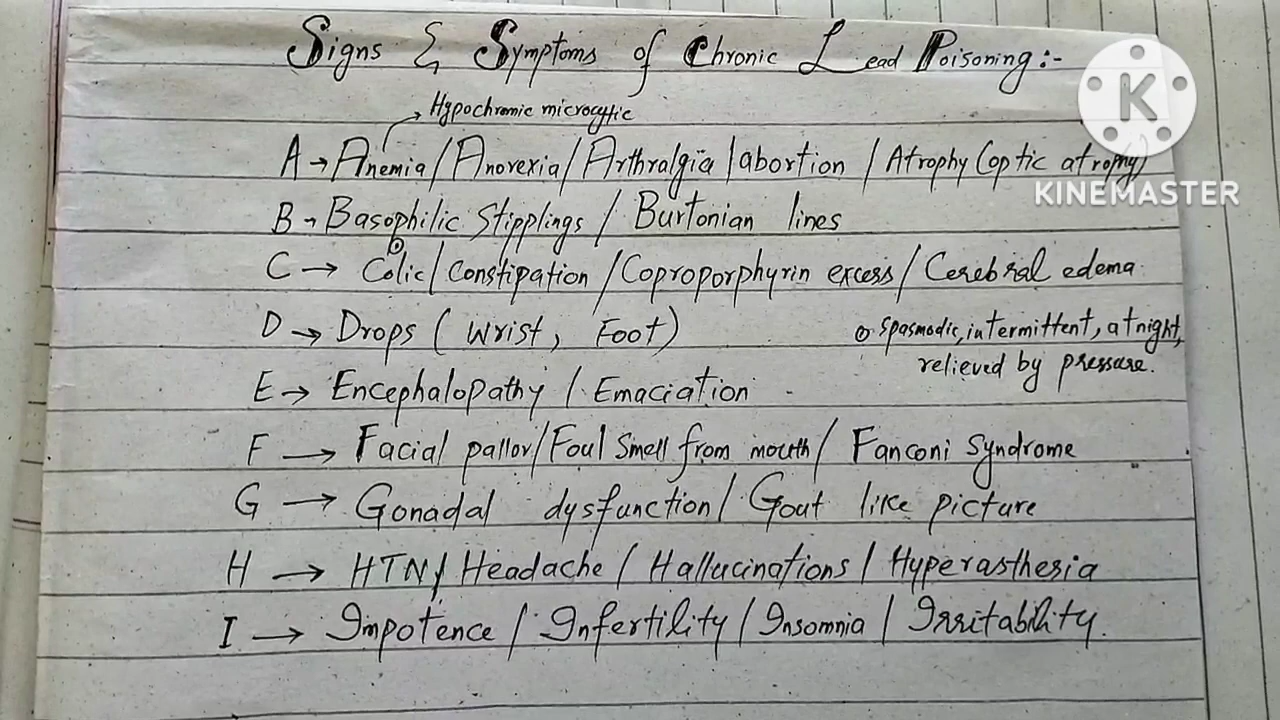 Signs & Symptoms of Chronic Lead Poisoning:-
Hypochromic microcytic
A → Anemia/Anorexia/Arthralgia/abortion/Atrophy (optic atrophy)
K
KINEMASTER
B → Basophilic Stipplings / Burtonian lines
C → Colic/Constipation/Coproporphyrin excess/Cerebral edema
D → Drops (Wrist, Foot)
⊙ Spasmodic, intermittent, at night,
relieved by pressure.
E → Encephalopathy / Emaciation
F → Facial pallor/Foul Smell from mouth/ Fanconi Syndrome
G → Gonadal dysfunction/ Gout like picture
H → HTN/ Headache / Hallucinations / Hyperasthesia
I → Impotence / Infertility / Insomnia / Irritability.